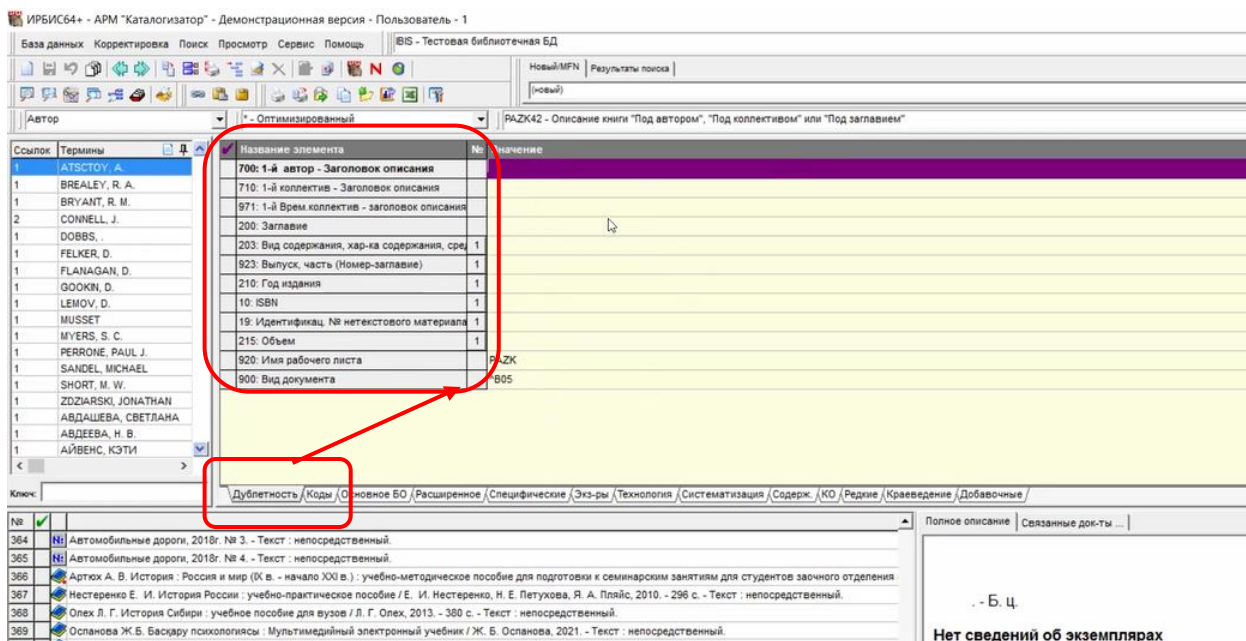 ИРБИС64+ - АРМ "Каталогизатор" - Демонстрационная версия - Пользователь - 1
База данных Корректировка Поиск Просмотр Сервис Помощь IBIS - Тестовая библиотечная БД
Новый/MFN Результаты поиска
(новый)
Автор * - Оптимизированный PAZK42 - Описание книги "Под автором", "Под коллективом" или "Под заглавием"
Ссылок Термины Название элемента № Значение
1 ATSCTOY, A. 700: 1-й автор - Заголовок описания
1 BREALEY, R. A. 710: 1-й коллектив - Заголовок описания
1 BRYANT, R. M. 971: 1-й Врем.коллектив - заголовок описания
2 CONNELL, J. 200: Заглавие
1 DOBBS, . 203: Вид содержания, хар-ка содержания, сред 1
1 FELKER, D. 923: Выпуск, часть (Номер-заглавие) 1
1 FLANAGAN, D. 210: Год издания 1
1 GOOKIN, D. 10: ISBN 1
1 LEMOV, D.
1 MUSSET 19: Идентификац. № нетекстового материала 1
1 MYERS, S. C. 215: Объем 1
1 PERRONE, PAUL J. 920: Имя рабочего листа PAZK
1 SANDEL, MICHAEL 900: Вид документа ^B05
1 SHORT, M. W.
1 ZDZIARSKI, JONATHAN
1 АВДАШЕВА, СВЕТЛАНА
1 АВДЕЕВА, Н. В.
1 АЙВЕНС, КЭТИ
Ключ: Дублетность Коды Основное БО Расширенное Специфические Экз-ры Технология Систематизация Содерж. КО Редкие Краеведение Добавочные
№ Полное описание Связанные док-ты ...
364 N: Автомобильные дороги, 2018г. № 3. - Текст : непосредственный.
365 N: Автомобильные дороги, 2018г. № 4. - Текст : непосредственный.
366 Артюх А. В. История : Россия и мир (IX в. - начало XXI в.) : учебно-методическое пособие для подготовки к семинарским занятиям для студентов заочного отделения
367 Нестеренко Е. И. История России : учебно-практическое пособие / Е. И. Нестеренко, Н. Е. Петухова, Я. А. Пляйс, 2010. - 296 с. - Текст : непосредственный.
368 Олех Л. Г. История Сибири : учебное пособие для вузов / Л. Г. Олех, 2013. - 380 с. - Текст : непосредственный.
. - Б. ц.
369 Оспанова Ж.Б. Басқару психологиясы : Мультимедийный электронный учебник / Ж. Б. Оспанова, 2021. - Текст : непосредственный.
Нет сведений об экземплярах